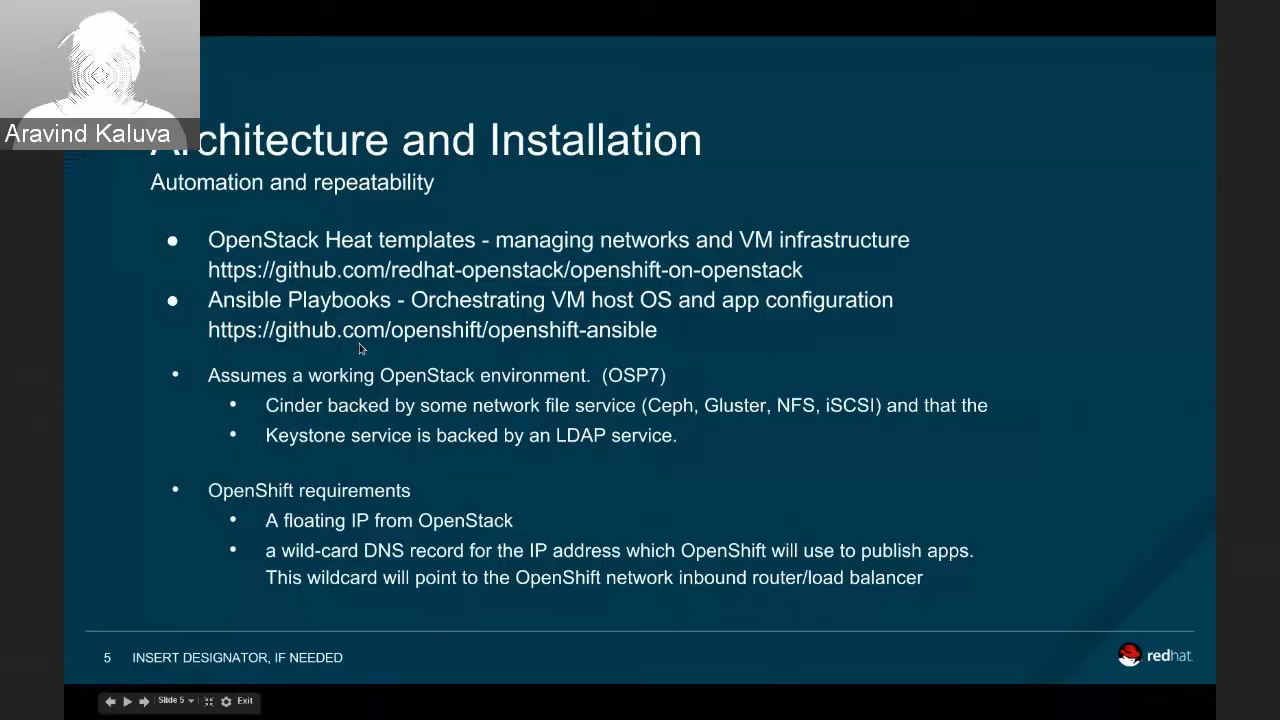 Aravind Kaluva
Architecture and Installation
Automation and repeatability
● OpenStack Heat templates - managing networks and VM infrastructure
https://github.com/redhat-openstack/openshift-on-openstack
● Ansible Playbooks - Orchestrating VM host OS and app configuration
https://github.com/openshift/openshift-ansible
• Assumes a working OpenStack environment. (OSP7)
• Cinder backed by some network file service (Ceph, Gluster, NFS, iSCSI) and that the
• Keystone service is backed by an LDAP service.
• OpenShift requirements
• A floating IP from OpenStack
• a wild-card DNS record for the IP address which OpenShift will use to publish apps.
This wildcard will point to the OpenShift network inbound router/load balancer
5 INSERT DESIGNATOR, IF NEEDED
redhat.
Slide 5 Exit